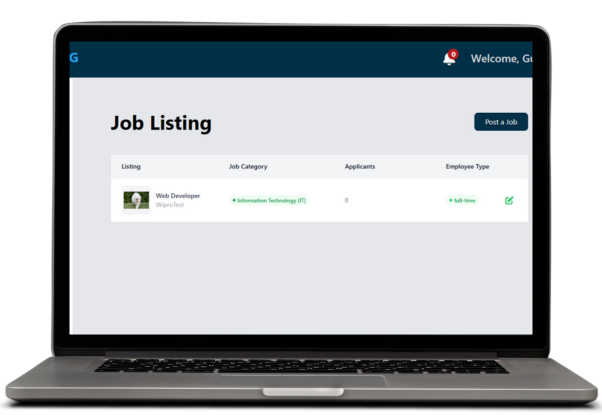 G
0
Welcome, Gu
Job Listing
Post a Job
Listing Job Category Applicants Employee Type
Web Developer
WiproTest
• Information Technology (IT)
0
• full-time